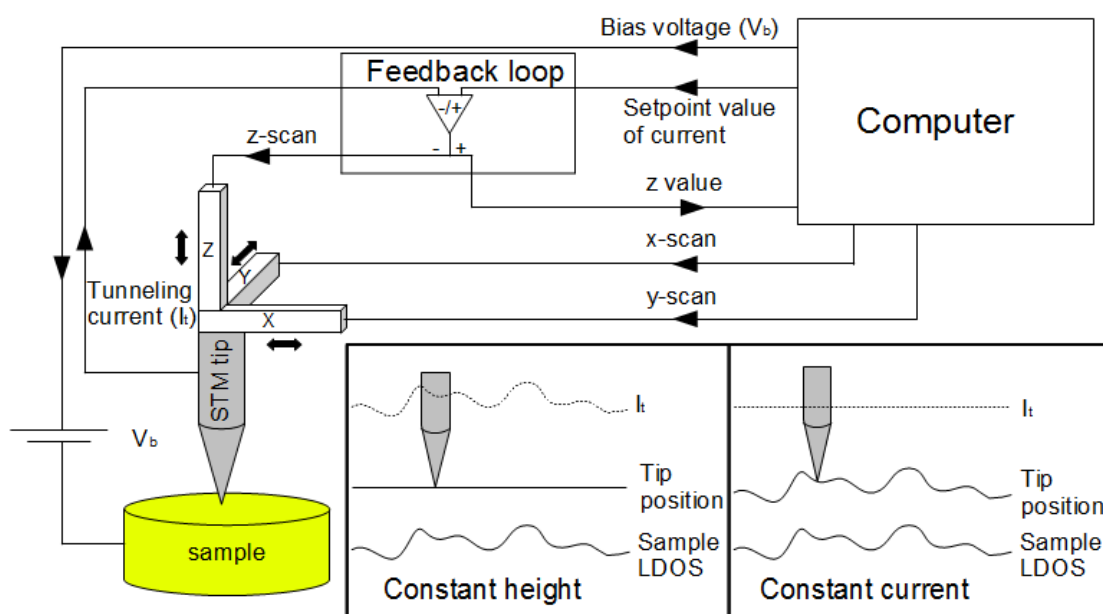 Bias voltage (Vb)
Feedback loop
-/+
Setpoint value
of current
Computer
z-scan
- +
z value
x-scan
y-scan
Z
Y
X
Tunneling
current (It)
STM tip
Vb
sample
It
Tip
position
Sample
LDOS
Constant height
It
Tip
position
Sample
LDOS
Constant current